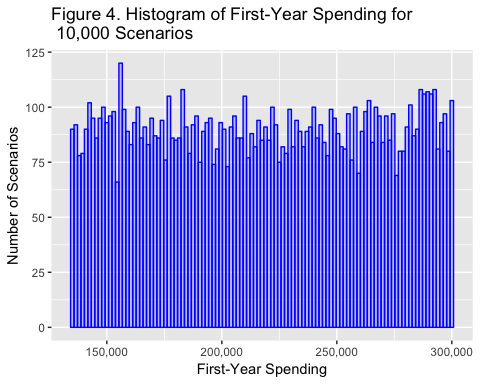 Figure 4. Histogram of First-Year Spending for
10,000 Scenarios
125
100
75
50
25
0
Number of Scenarios
150,000 200,000 250,000 300,000
First-Year Spending